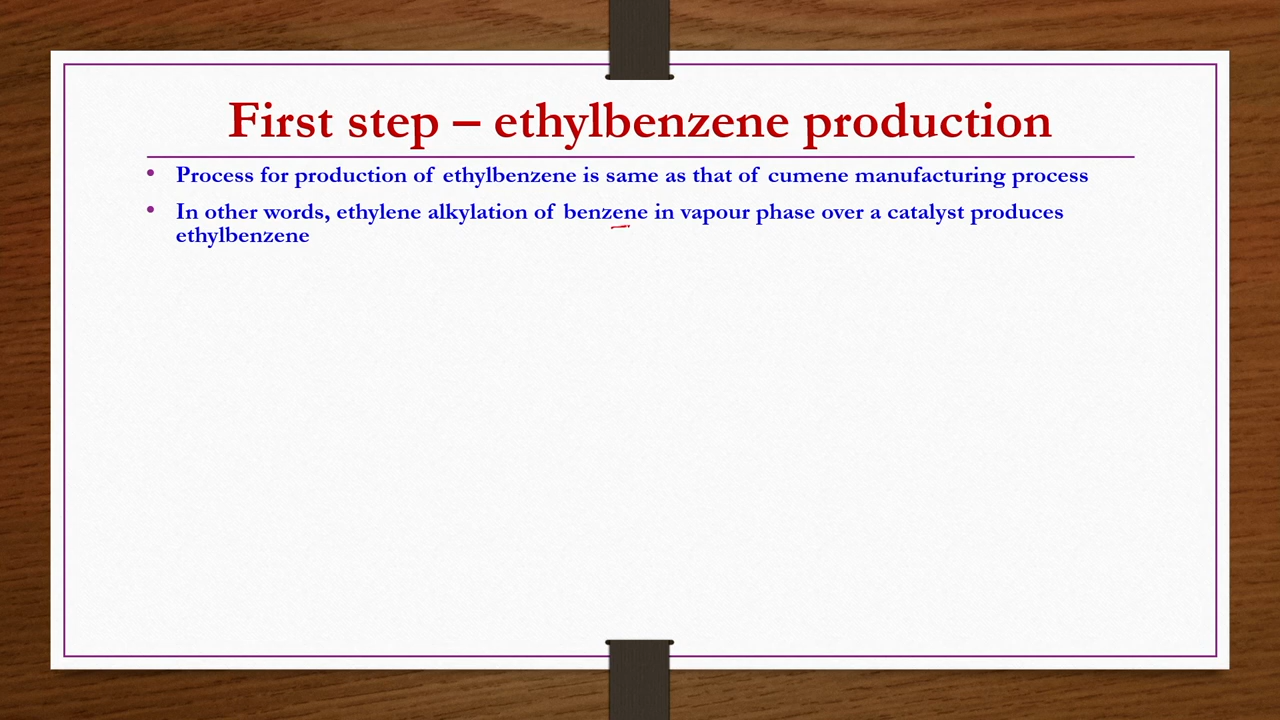 First step – ethylbenzene production
• Process for production of ethylbenzene is same as that of cumene manufacturing process
• In other words, ethylene alkylation of benzene in vapour phase over a catalyst produces
ethylbenzene